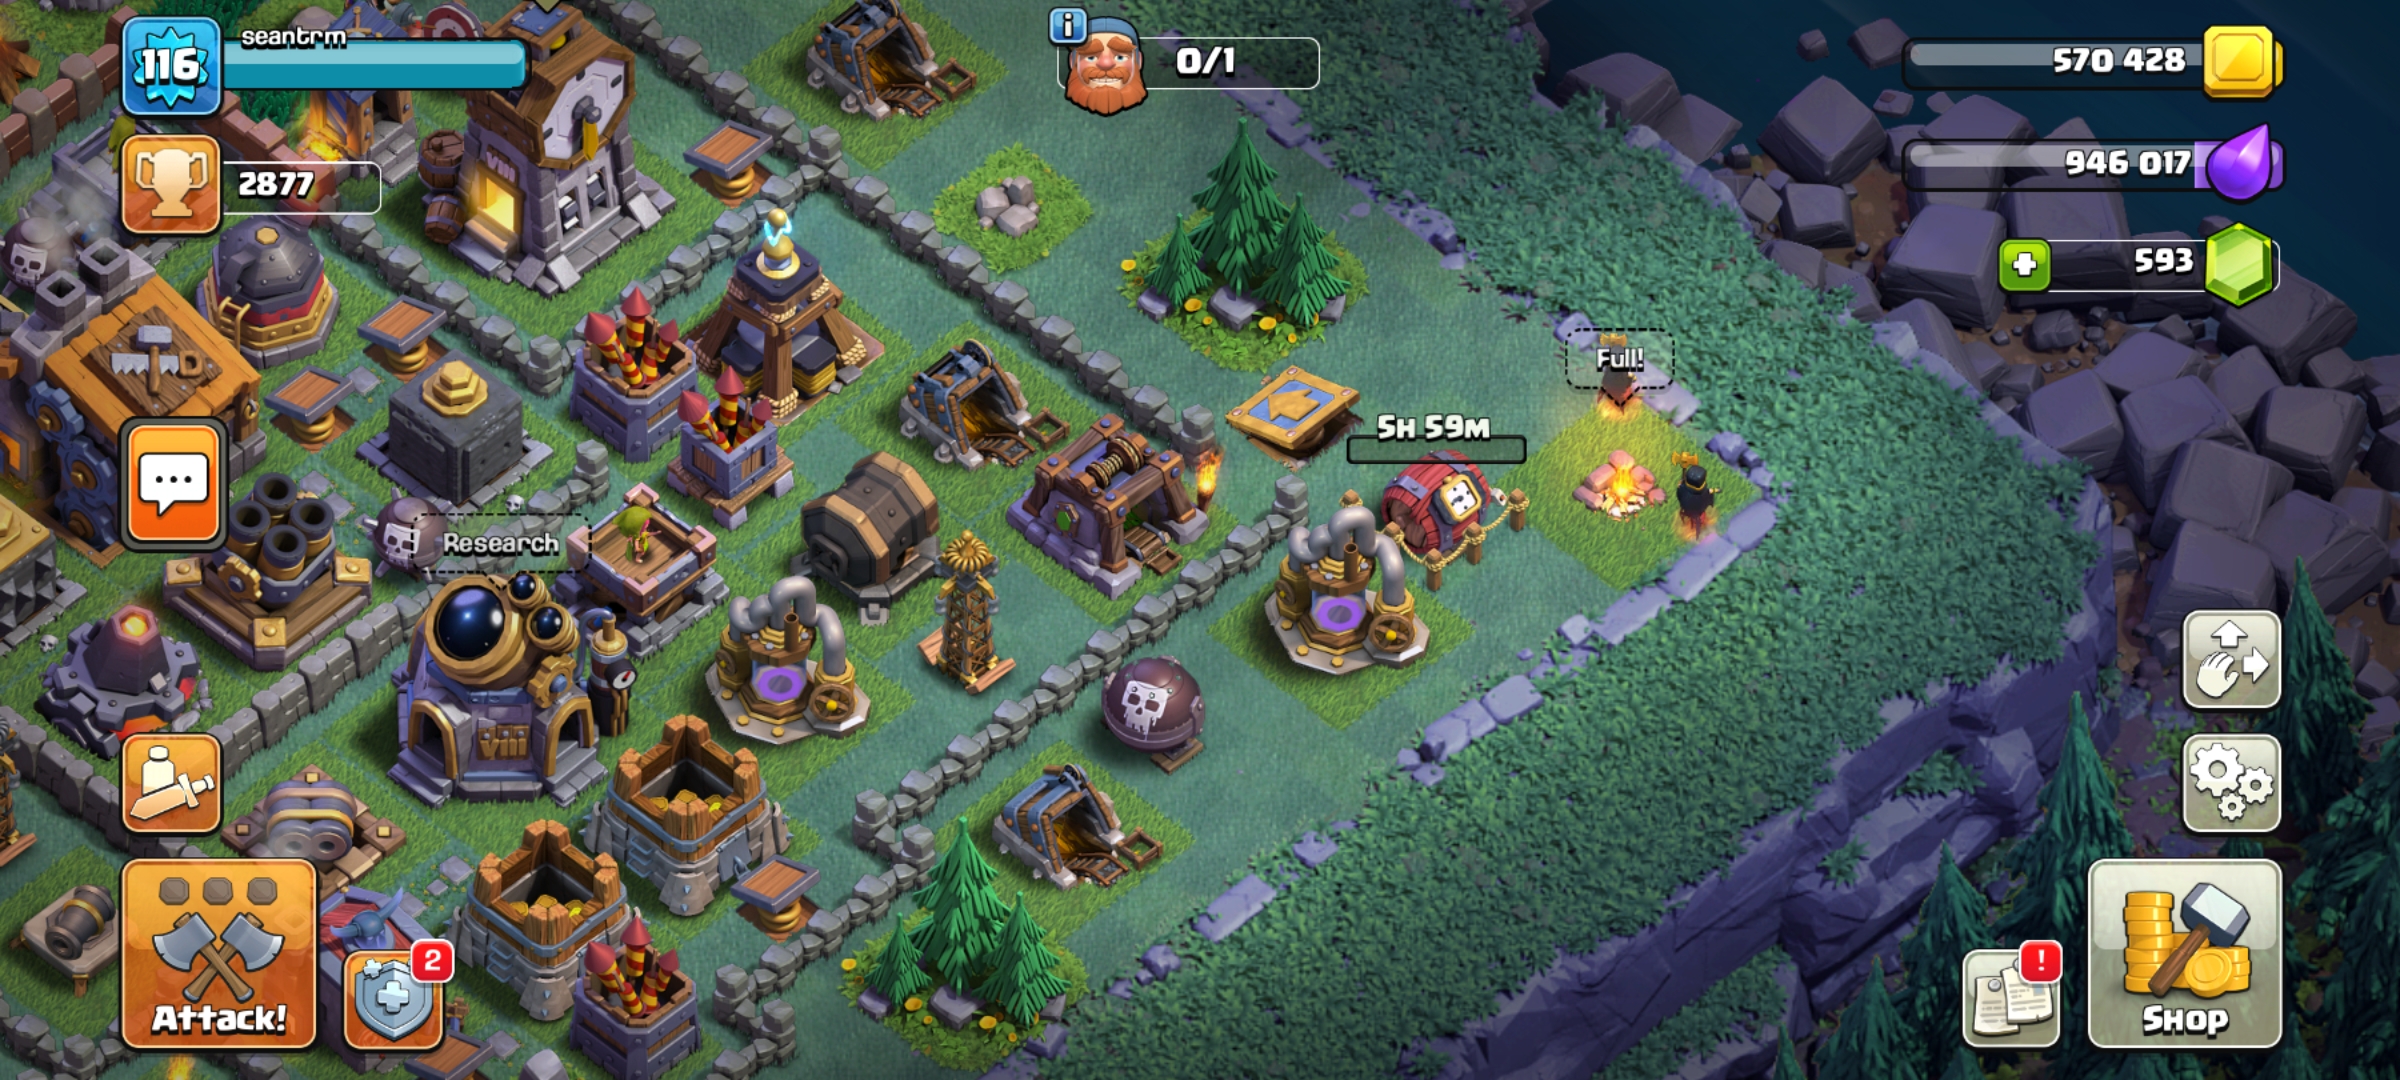 116
seantrm
i
0/1
570 428
2877
946 017
593
VIII
Full!
5H 59M
D
Research
VIII
2
!
Attack!
Shop